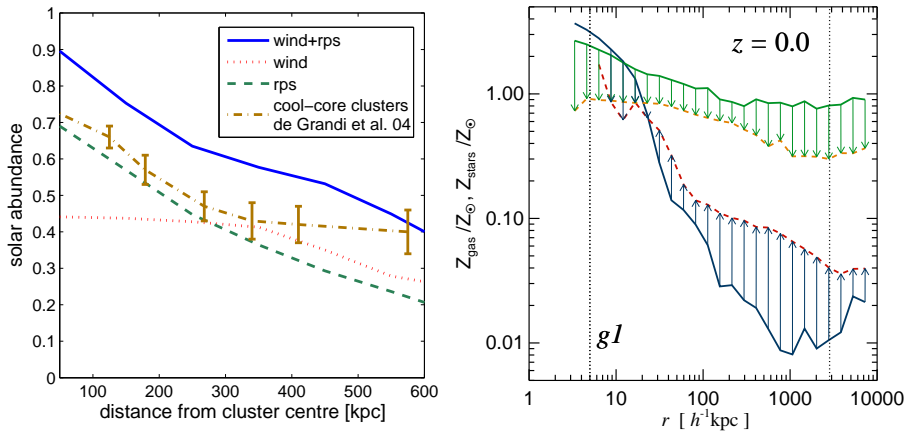 1
0.9
0.8
0.7
0.6
0.5
0.4
0.3
0.2
0.1
0
solar abundance
wind+rps
wind
rps
cool−core clusters
de Grandi et al. 04
100 200 300 400 500 600
distance from cluster centre [kpc]
z = 0.0
1.00
0.10
0.01
Z_gas/Z_☉, Z_stars/Z_☉
g1
1 10 100 1000 10000
r [ h^-1 kpc ]